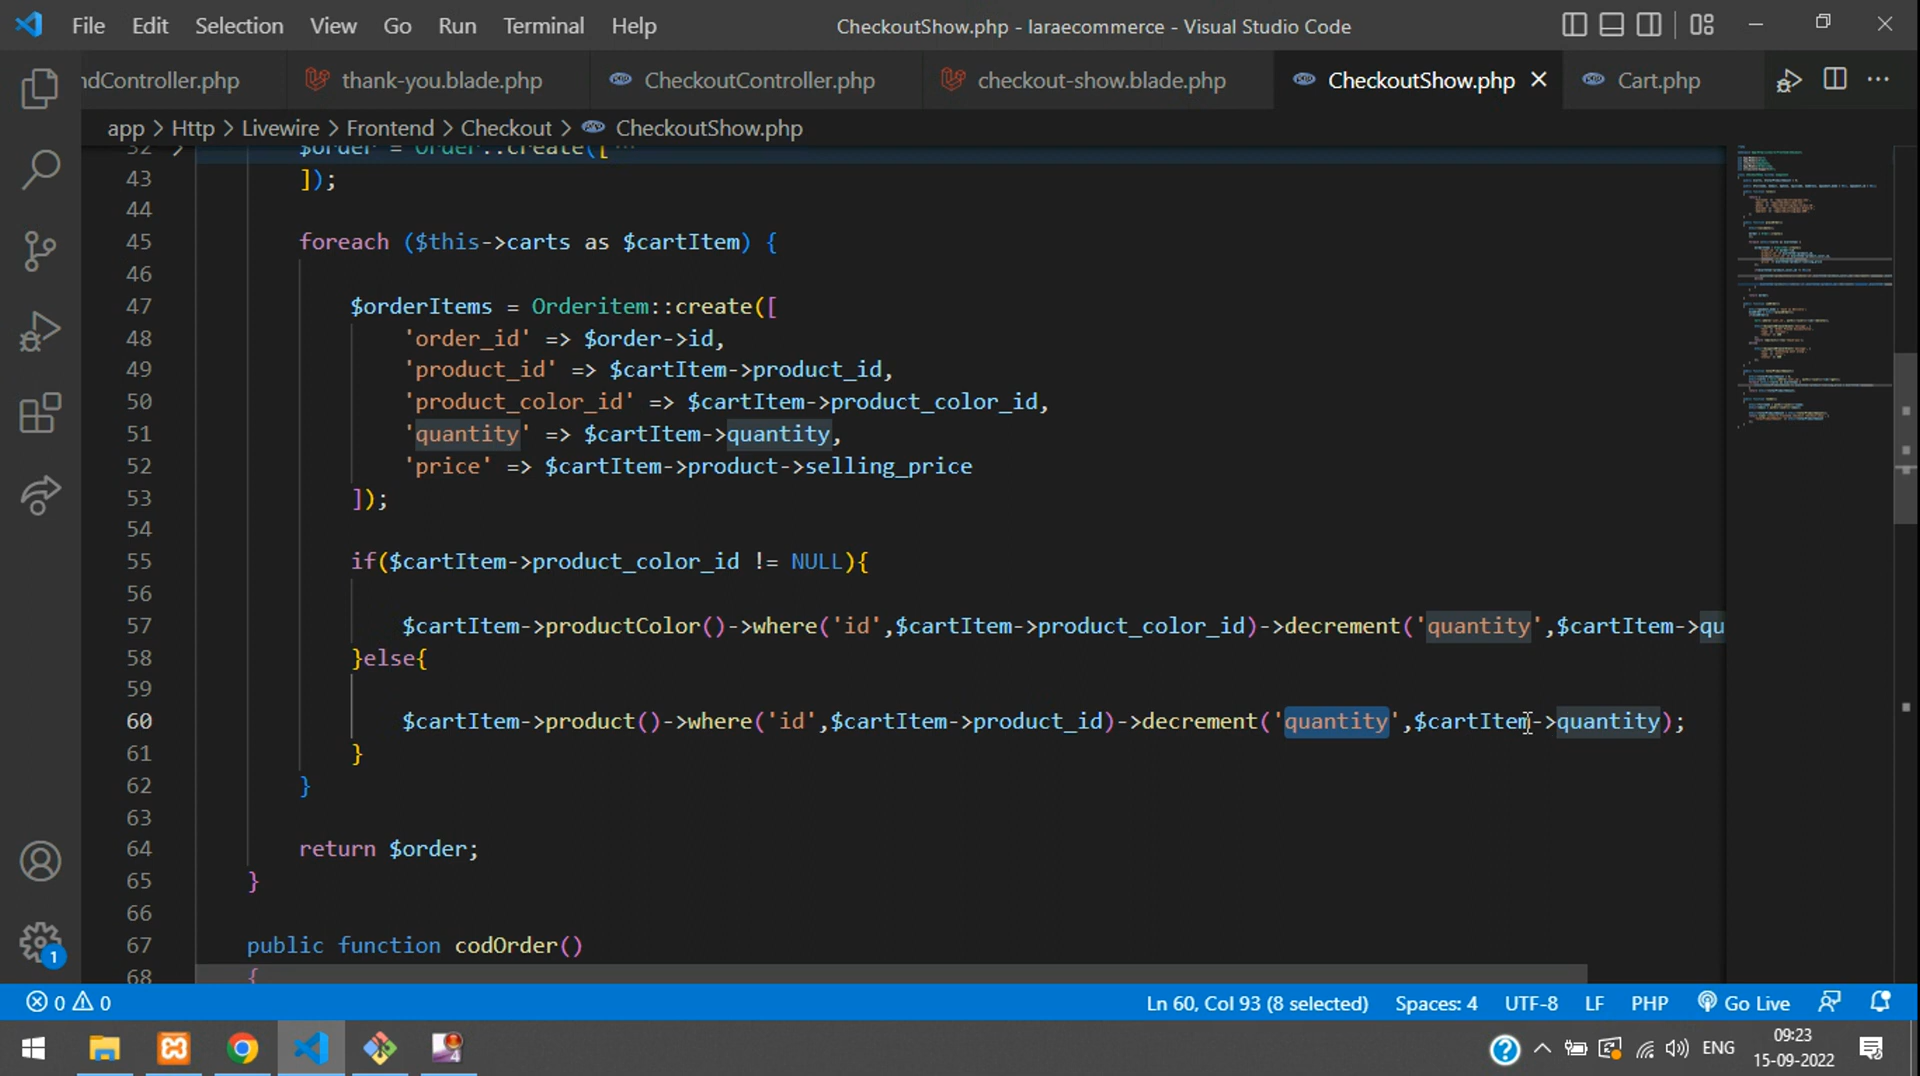 File Edit Selection View Go Run Terminal Help CheckoutShow.php - laraecommerce - Visual Studio Code
ndController.php thank-you.blade.php CheckoutController.php checkout-show.blade.php CheckoutShow.php Cart.php
app > Http > Livewire > Frontend > Checkout > CheckoutShow.php
32 $order = Order::create([ ...
43 ]);
44
45 foreach ($this->carts as $cartItem) {
46
47 $orderItems = Orderitem::create([
48 'order_id' => $order->id,
49 'product_id' => $cartItem->product_id,
50 'product_color_id' => $cartItem->product_color_id,
51 'quantity' => $cartItem->quantity,
52 'price' => $cartItem->product->selling_price
53 ]);
54
55 if($cartItem->product_color_id != NULL){
56
57 $cartItem->productColor()->where('id',$cartItem->product_color_id)->decrement('quantity',$cartItem->qu
58 }else{
59
60 $cartItem->product()->where('id',$cartItem->product_id)->decrement('quantity',$cartItem->quantity);
61 }
62 }
63
64 return $order;
65 }
66
67 public function codOrder()
68 {
1
0 0 Ln 60, Col 93 (8 selected) Spaces: 4 UTF-8 LF PHP Go Live
4 ENG 09:23
15-09-2022